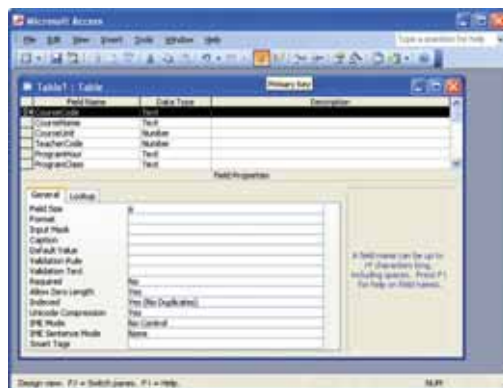 Microsoft Access
File Edit View Insert Tools Window Help
Type a question for help
Primary Key
Table1 : Table
Field Name Data Type Description
CourseCode Text
CourseName Text
CourseUnit Number
TeacherCode Number
ProgramHour Text
ProgramClass Text
Field Properties
General Lookup
Field Size
Format
Input Mask
Caption
Default Value
Validation Rule
Validation Text
Required No
Allow Zero Length Yes
Indexed Yes (No Duplicates)
Unicode Compression Yes
IME Mode No Control
IME Sentence Mode None
Smart Tags
A field name can be up to
characters long,
including spaces. Press F1
for help on field names.
Design view. F6 = Switch panes. F1 = Help.
NUM